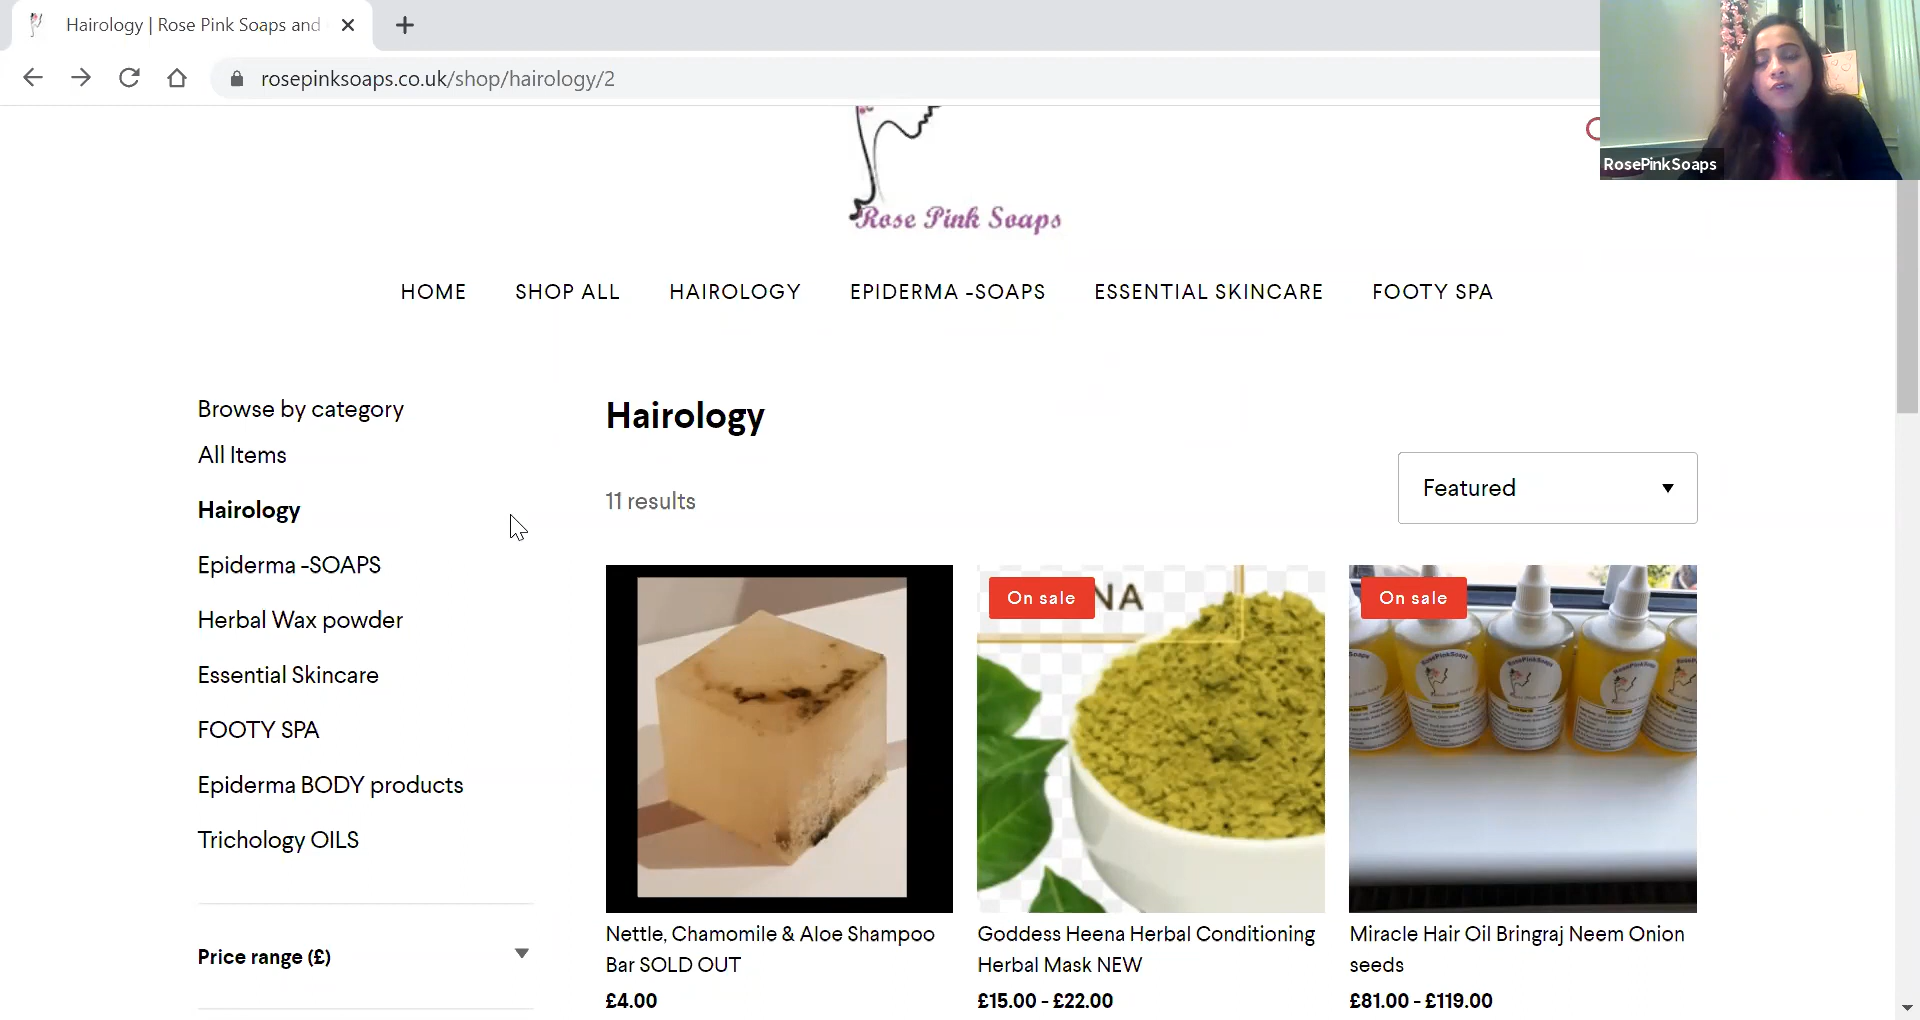 Hairology | Rose Pink Soaps and
rosepinksoaps.co.uk/shop/hairology/2
RosePinkSoaps
Rose Pink Soaps
HOME SHOP ALL HAIROLOGY EPIDERMA -SOAPS ESSENTIAL SKINCARE FOOTY SPA
Browse by category
All Items
Hairology
Epiderma -SOAPS
Herbal Wax powder
Essential Skincare
FOOTY SPA
Epiderma BODY products
Trichology OILS
Price range (£)
Hairology
11 results
Featured
On sale
NA
On sale
RosePinkSoaps
RosePinkSoaps
RosePinkSoaps
Nettle, Chamomile & Aloe Shampoo
Bar SOLD OUT
£4.00
Goddess Heena Herbal Conditioning
Herbal Mask NEW
£15.00 - £22.00
Miracle Hair Oil Bringraj Neem Onion
seeds
£81.00 - £119.00